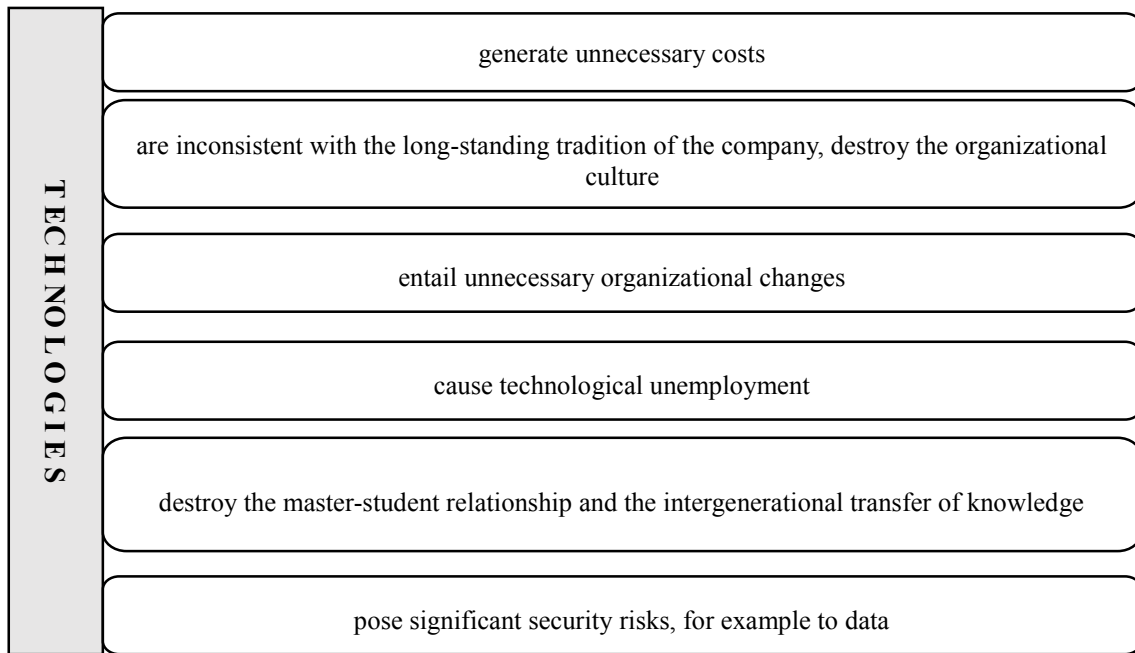 TECHNOLOGIES
generate unnecessary costs
are inconsistent with the long-standing tradition of the company, destroy the organizational
culture
entail unnecessary organizational changes
cause technological unemployment
destroy the master-student relationship and the intergenerational transfer of knowledge
pose significant security risks, for example to data